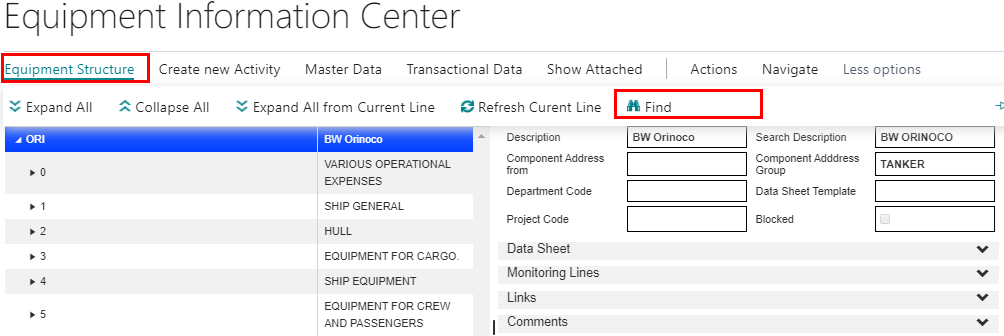 Equipment Information Center
Equipment Structure Create new Activity Master Data Transactional Data Show Attached Actions Navigate Less options
Expand All Collapse All Expand All from Current Line Refresh Curent Line Find
ORI BW Orinoco
0 VARIOUS OPERATIONAL
EXPENSES
1 SHIP GENERAL
2 HULL
3 EQUIPMENT FOR CARGO.
4 SHIP EQUIPMENT
5 EQUIPMENT FOR CREW
AND PASSENGERS
Description BW Orinoco Search Description BW ORINOCO
Component Address
from
Component Adddress
Group
TANKER
Department Code Data Sheet Template
Project Code Blocked
Data Sheet
Monitoring Lines
Links
Comments